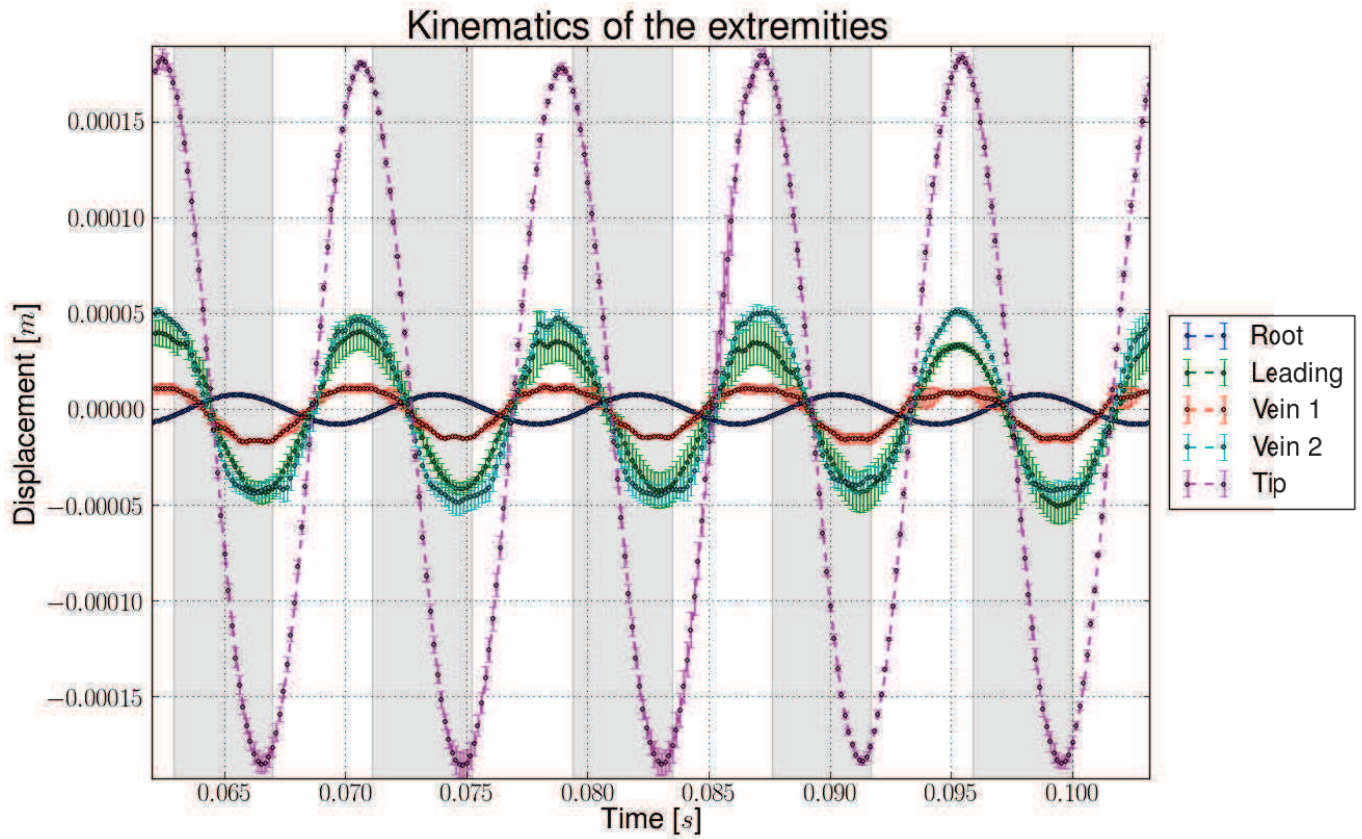 Kinematics of the extremities
Displacement [m]
0.00015
0.00010
0.00005
0.00000
−0.00005
−0.00010
−0.00015
0.065
0.070
0.075
0.080
0.085
0.090
0.095
0.100
Time [s]
Root
Leading
Vein 1
Vein 2
Tip